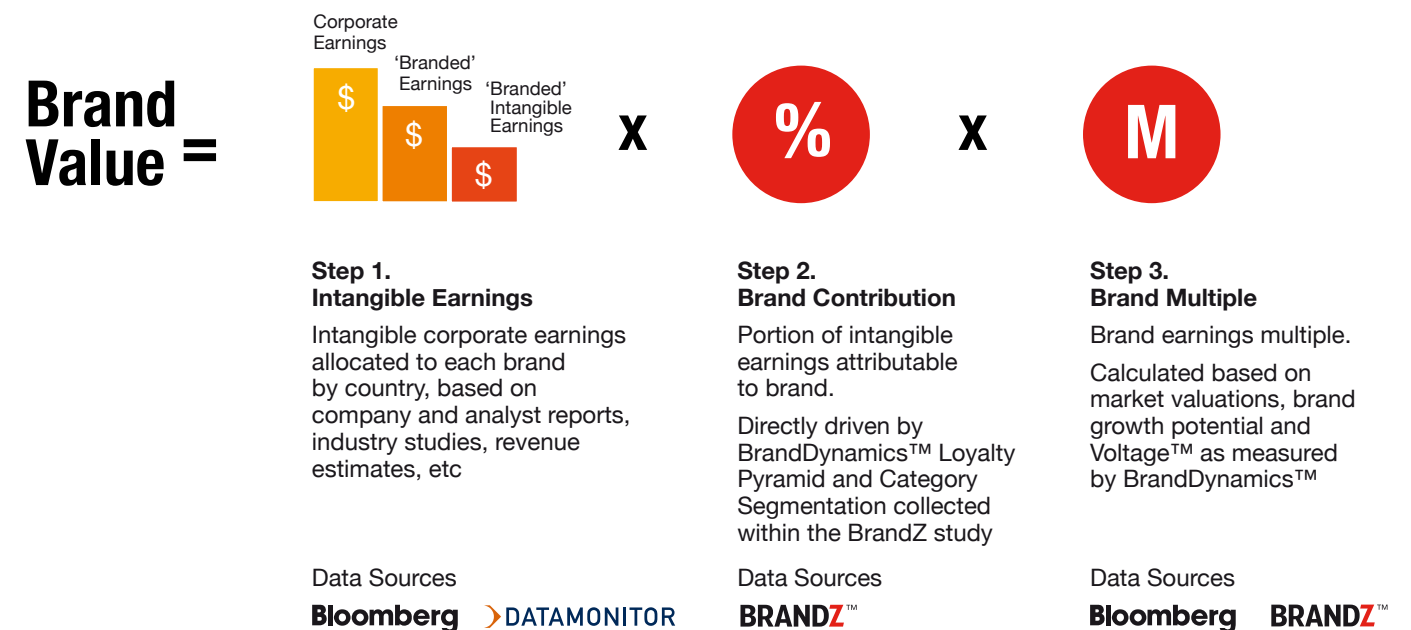 Brand
Value =
Corporate
Earnings
‘Branded’
Earnings
‘Branded’
Intangible
Earnings
$
$
$
x
%
x
M
Step 1.
Intangible Earnings
Intangible corporate earnings
allocated to each brand
by country, based on
company and analyst reports,
industry studies, revenue
estimates, etc
Data Sources
Bloomberg DATAMONITOR
Step 2.
Brand Contribution
Portion of intangible
earnings attributable
to brand.
Directly driven by
BrandDynamics™ Loyalty
Pyramid and Category
Segmentation collected
within the BrandZ study
Data Sources
BRANDZ™
Step 3.
Brand Multiple
Brand earnings multiple.
Calculated based on
market valuations, brand
growth potential and
Voltage™ as measured
by BrandDynamics™
Data Sources
Bloomberg BRANDZ™